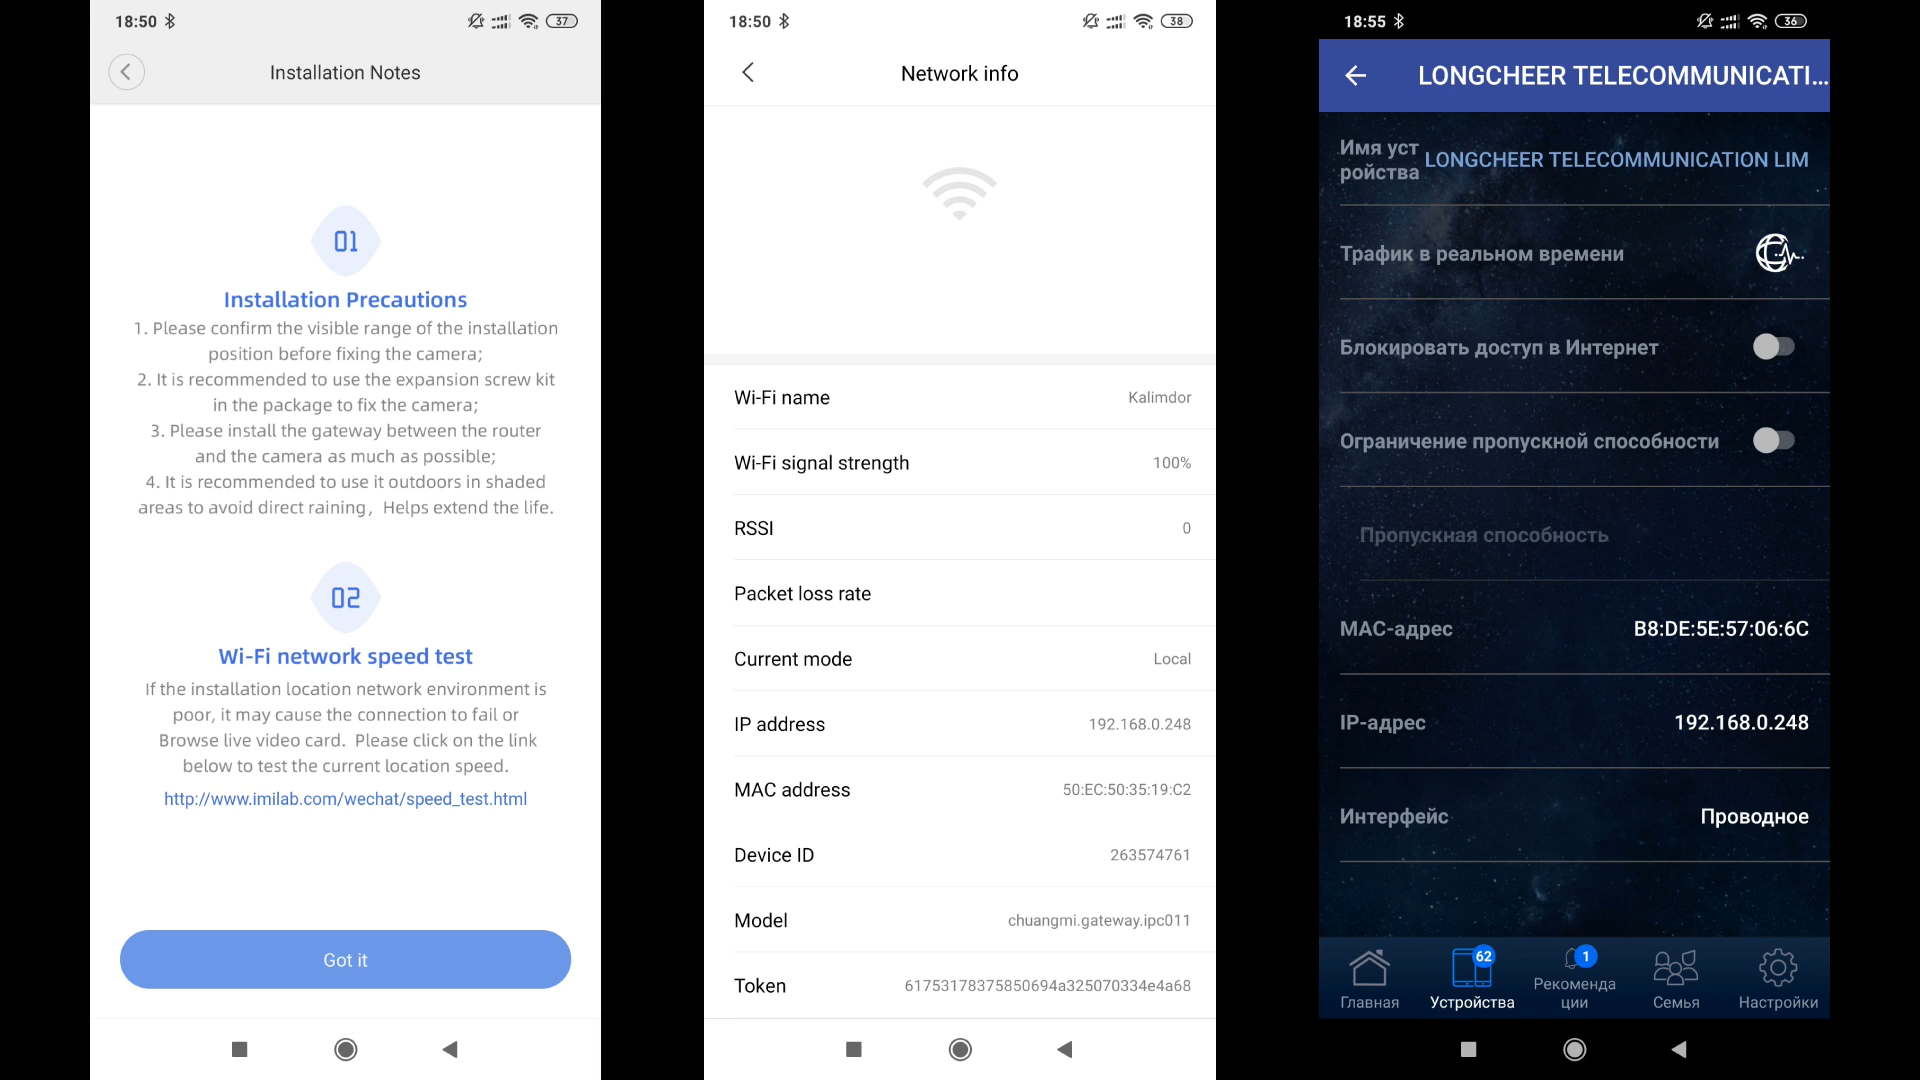 18:50
37
Installation Notes
01
Installation Precautions
1. Please confirm the visible range of the installation
position before fixing the camera;
2. It is recommended to use the expansion screw kit
in the package to fix the camera;
3. Please install the gateway between the router
and the camera as much as possible;
4. It is recommended to use it outdoors in shaded
areas to avoid direct raining，Helps extend the life.
02
Wi-Fi network speed test
If the installation location network environment is
poor, it may cause the connection to fail or
Browse live video card.  Please click on the link
below to test the current location speed.
http://www.imilab.com/wechat/speed_test.html
Got it
18:50
38
Network info
Wi-Fi name Kalimdor
Wi-Fi signal strength 100%
RSSI 0
Packet loss rate
Current mode Local
IP address 192.168.0.248
MAC address 50:EC:50:35:19:C2
Device ID 263574761
Model chuangmi.gateway.ipc011
Token 61753178375850694a325070334e4a68
18:55
36
LONGCHEER TELECOMMUNICATI...
Имя уст
ройства
LONGCHEER TELECOMMUNICATION LIM
Трафик в реальном времени
Блокировать доступ в Интернет
Ограничение пропускной способности
Пропускная способность
MAC-адрес B8:DE:5E:57:06:6C
IP-адрес 192.168.0.248
Интерфейс Проводное
62
1
Главная
Устройства
Рекоменда
ции
Семья
Настройки